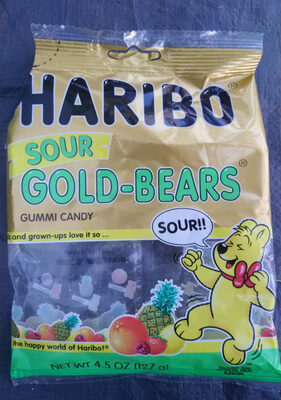 HARIBO®
SOUR
GOLD-BEARS®
GUMMI CANDY
SOUR!!
and grown-ups love it so ...
the happy world of Haribo!®
NET WT 4.5 OZ (127 g)